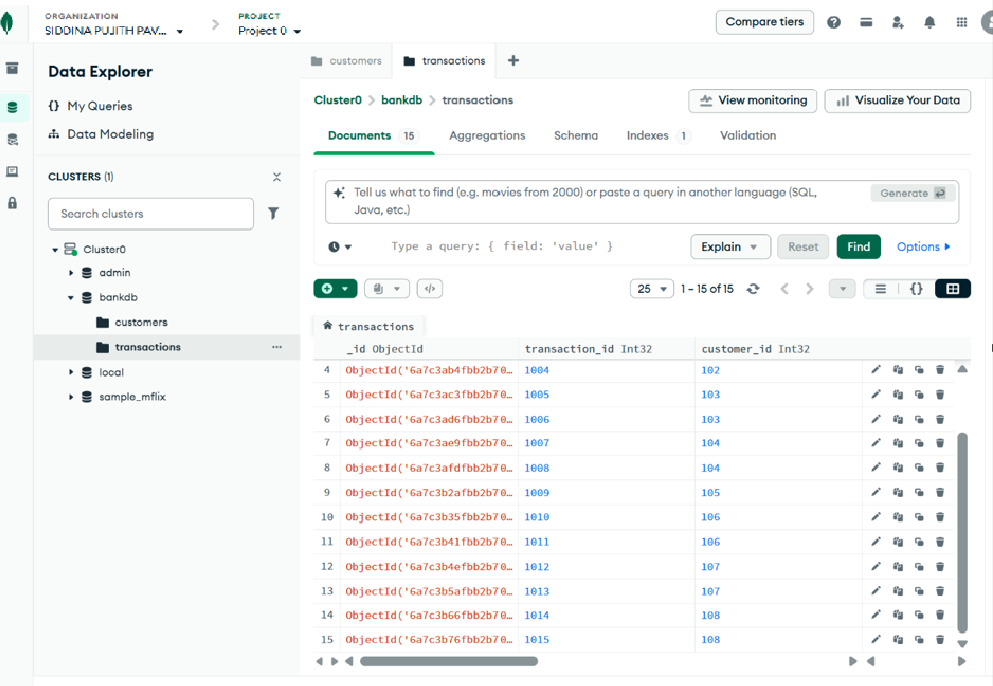 ORGANIZATION
SIDDINA PUJITH PAV...
PROJECT
Project 0
Compare tiers
Data Explorer
My Queries
Data Modeling
CLUSTERS (1)
Search clusters
Cluster0
admin
bankdb
customers
transactions
local
sample_mflix
customers
transactions
Cluster0 > bankdb > transactions
View monitoring
Visualize Your Data
Documents 15
Aggregations
Schema
Indexes 1
Validation
Tell us what to find (e.g. movies from 2000) or paste a query in another language (SQL,
Java, etc.)
Generate
Type a query: { field: 'value' }
Explain
Reset
Find
Options
25
1 - 15 of 15
transactions
_id ObjectId transaction_id Int32 customer_id Int32
4 ObjectId('6a7c3ab4fbb2b70... 1004 102
5 ObjectId('6a7c3ac3fbb2b70... 1005 103
6 ObjectId('6a7c3ad6fbb2b70... 1006 103
7 ObjectId('6a7c3ae9fbb2b70... 1007 104
8 ObjectId('6a7c3afdfbb2b70... 1008 104
9 ObjectId('6a7c3b2afbb2b70... 1009 105
10 ObjectId('6a7c3b35fbb2b70... 1010 106
11 ObjectId('6a7c3b41fbb2b70... 1011 106
12 ObjectId('6a7c3b4efbb2b70... 1012 107
13 ObjectId('6a7c3b5afbb2b70... 1013 107
14 ObjectId('6a7c3b66fbb2b70... 1014 108
15 ObjectId('6a7c3b76fbb2b70... 1015 108